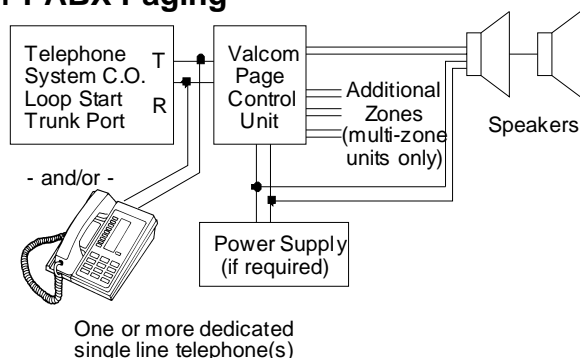 PABX Paging
Telephone
System C.O.
Loop Start
Trunk Port
T
R
Valcom
Page
Control
Unit
Additional
Zones
(multi-zone
units only)
Speakers
- and/or -
Power Supply
(if required)
One or more dedicated
single line telephone(s)